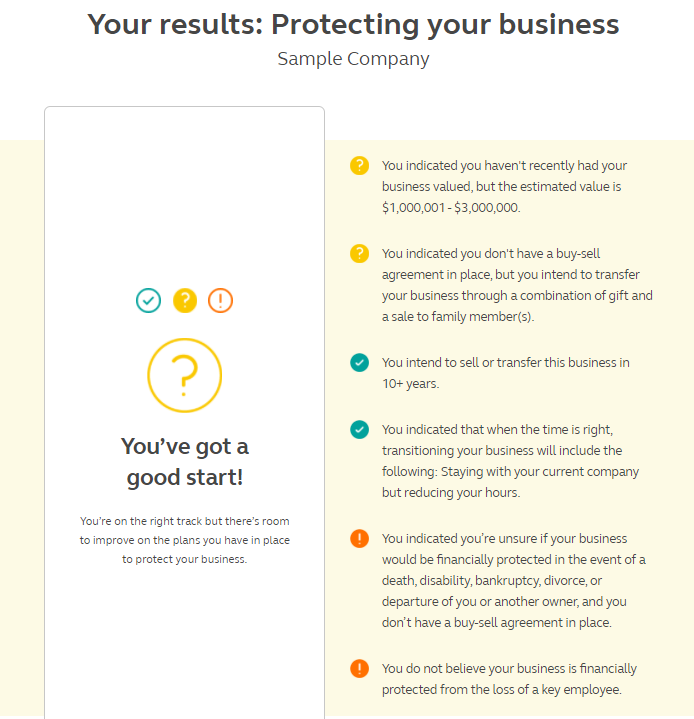 Your results: Protecting your business
Sample Company
You’ve got a
good start!
You’re on the right track but there’s room
to improve on the plans you have in place
to protect your business.
You indicated you haven't recently had your
business valued, but the estimated value is
$1,000,001 - $3,000,000.
You indicated you don't have a buy-sell
agreement in place, but you intend to transfer
your business through a combination of gift and
a sale to family member(s).
You intend to sell or transfer this business in
10+ years.
You indicated that when the time is right,
transitioning your business will include the
following: Staying with your current company
but reducing your hours.
You indicated you’re unsure if your business
would be financially protected in the event of a
death, disability, bankruptcy, divorce, or
departure of you or another owner, and you
don’t have a buy-sell agreement in place.
You do not believe your business is financially
protected from the loss of a key employee.